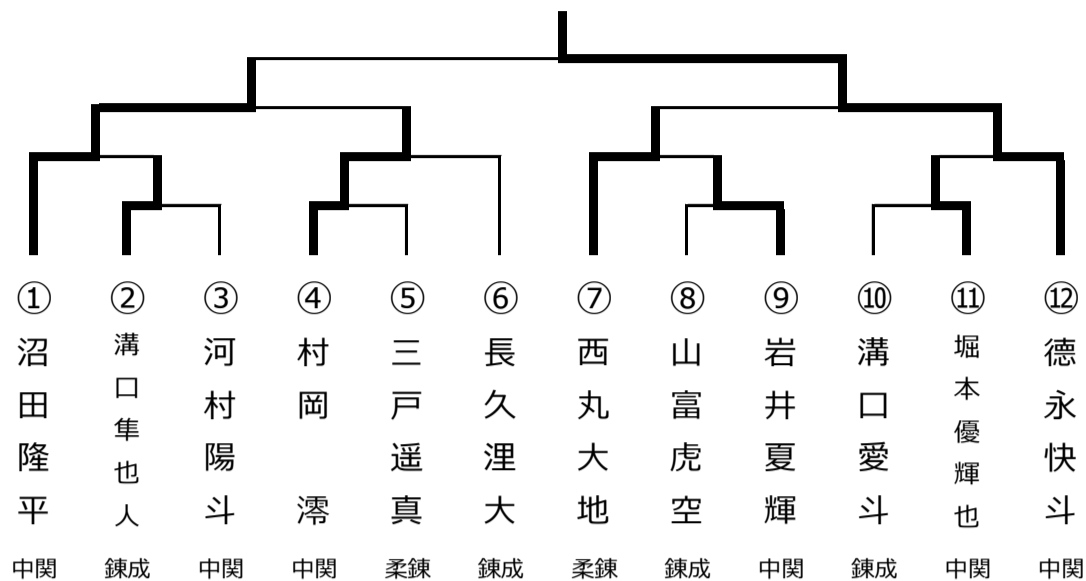 ① 沼田隆平 中関
② 溝口隼也人 錬成
③ 河村陽斗 中関
④ 村岡 澪 中関
⑤ 三戸遥真 柔錬
⑥ 長久浬大 錬成
⑦ 西丸大地 柔錬
⑧ 山富虎空 錬成
⑨ 岩井夏輝 中関
⑩ 溝口愛斗 錬成
⑪ 堀本優輝也 中関
⑫ 德永快斗 中関